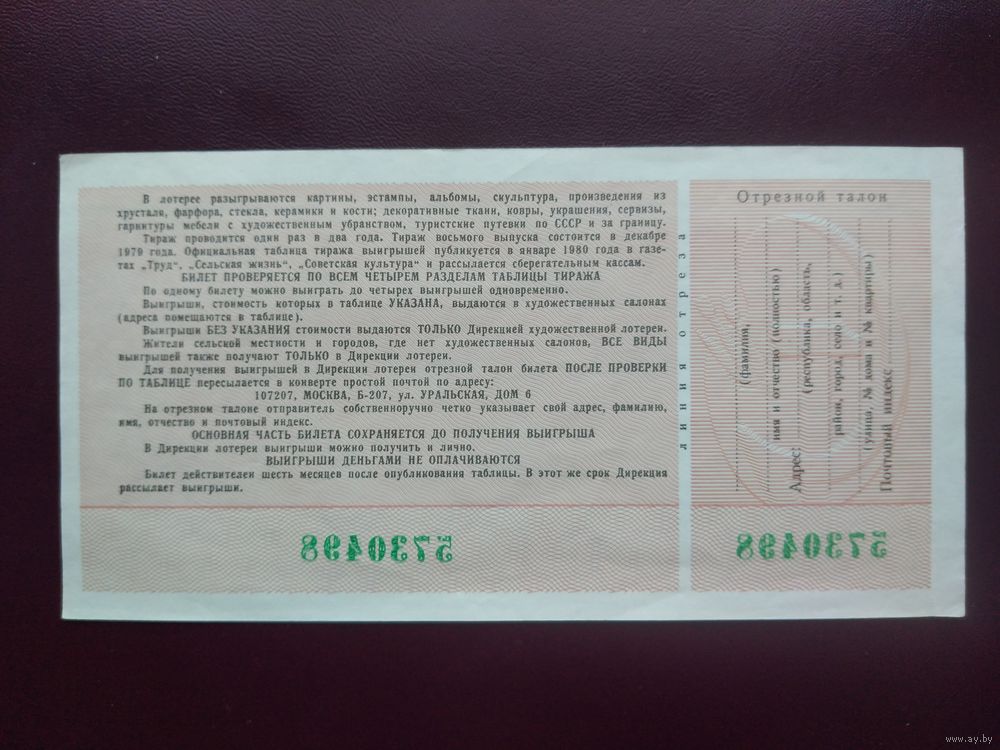 В лотерее разыгрываются картины, эстампы, альбомы, скульптура, произведения из
хрусталя, фарфора, стекла, керамики и кости; декоративные ткани, ковры, украшения, сервизы,
гарнитуры мебели с художественным убранством, туристские путевки по СССР и за границу.
Тираж проводится один раз в два года. Тираж восьмого выпуска состоится в декабре
1979 года. Официальная таблица тиража выигрышей публикуется в январе 1980 года в газе-
тах „Труд“, „Сельская жизнь“, „Советская культура“ и рассылается сберегательным кассам.
БИЛЕТ ПРОВЕРЯЕТСЯ ПО ВСЕМ ЧЕТЫРЕМ РАЗДЕЛАМ ТАБЛИЦЫ ТИРАЖА
По одному билету можно выиграть до четырех выигрышей одновременно.
Выигрыши, стоимость которых в таблице УКАЗАНА, выдаются в художественных салонах
(адреса помещаются в таблице).
Выигрыши БЕЗ УКАЗАНИЯ стоимости выдаются ТОЛЬКО Дирекцией художественной лотереи.
Жители сельской местности и городов, где нет художественных салонов, ВСЕ ВИДЫ
выигрышей также получают ТОЛЬКО в Дирекции лотереи.
Для получения выигрышей в Дирекции лотереи отрезной талон билета ПОСЛЕ ПРОВЕРКИ
ПО ТАБЛИЦЕ пересылается в конверте простой почтой по адресу:
107207, МОСКВА, Б-207, ул. УРАЛЬСКАЯ, ДОМ 6
На отрезном талоне отправитель собственноручно четко указывает свой адрес, фамилию,
имя, отчество и почтовый индекс.
ОСНОВНАЯ ЧАСТЬ БИЛЕТА СОХРАНЯЕТСЯ ДО ПОЛУЧЕНИЯ ВЫИГРЫША
В Дирекции лотереи выигрыши можно получить и лично.
ВЫИГРЫШИ ДЕНЬГАМИ НЕ ОПЛАЧИВАЮТСЯ
Билет действителен шесть месяцев после опубликования таблицы. В этот же срок Дирекция
рассылает выигрыши.
5730498
линия отреза
Отрезной талон
(фамилия,
имя и отчество (полностью)
Адрес
(республика, область,
район, город, село и т. д.)
(улица, № дома и № квартиры)
Почтовый индекс
5730498
www.ay.by